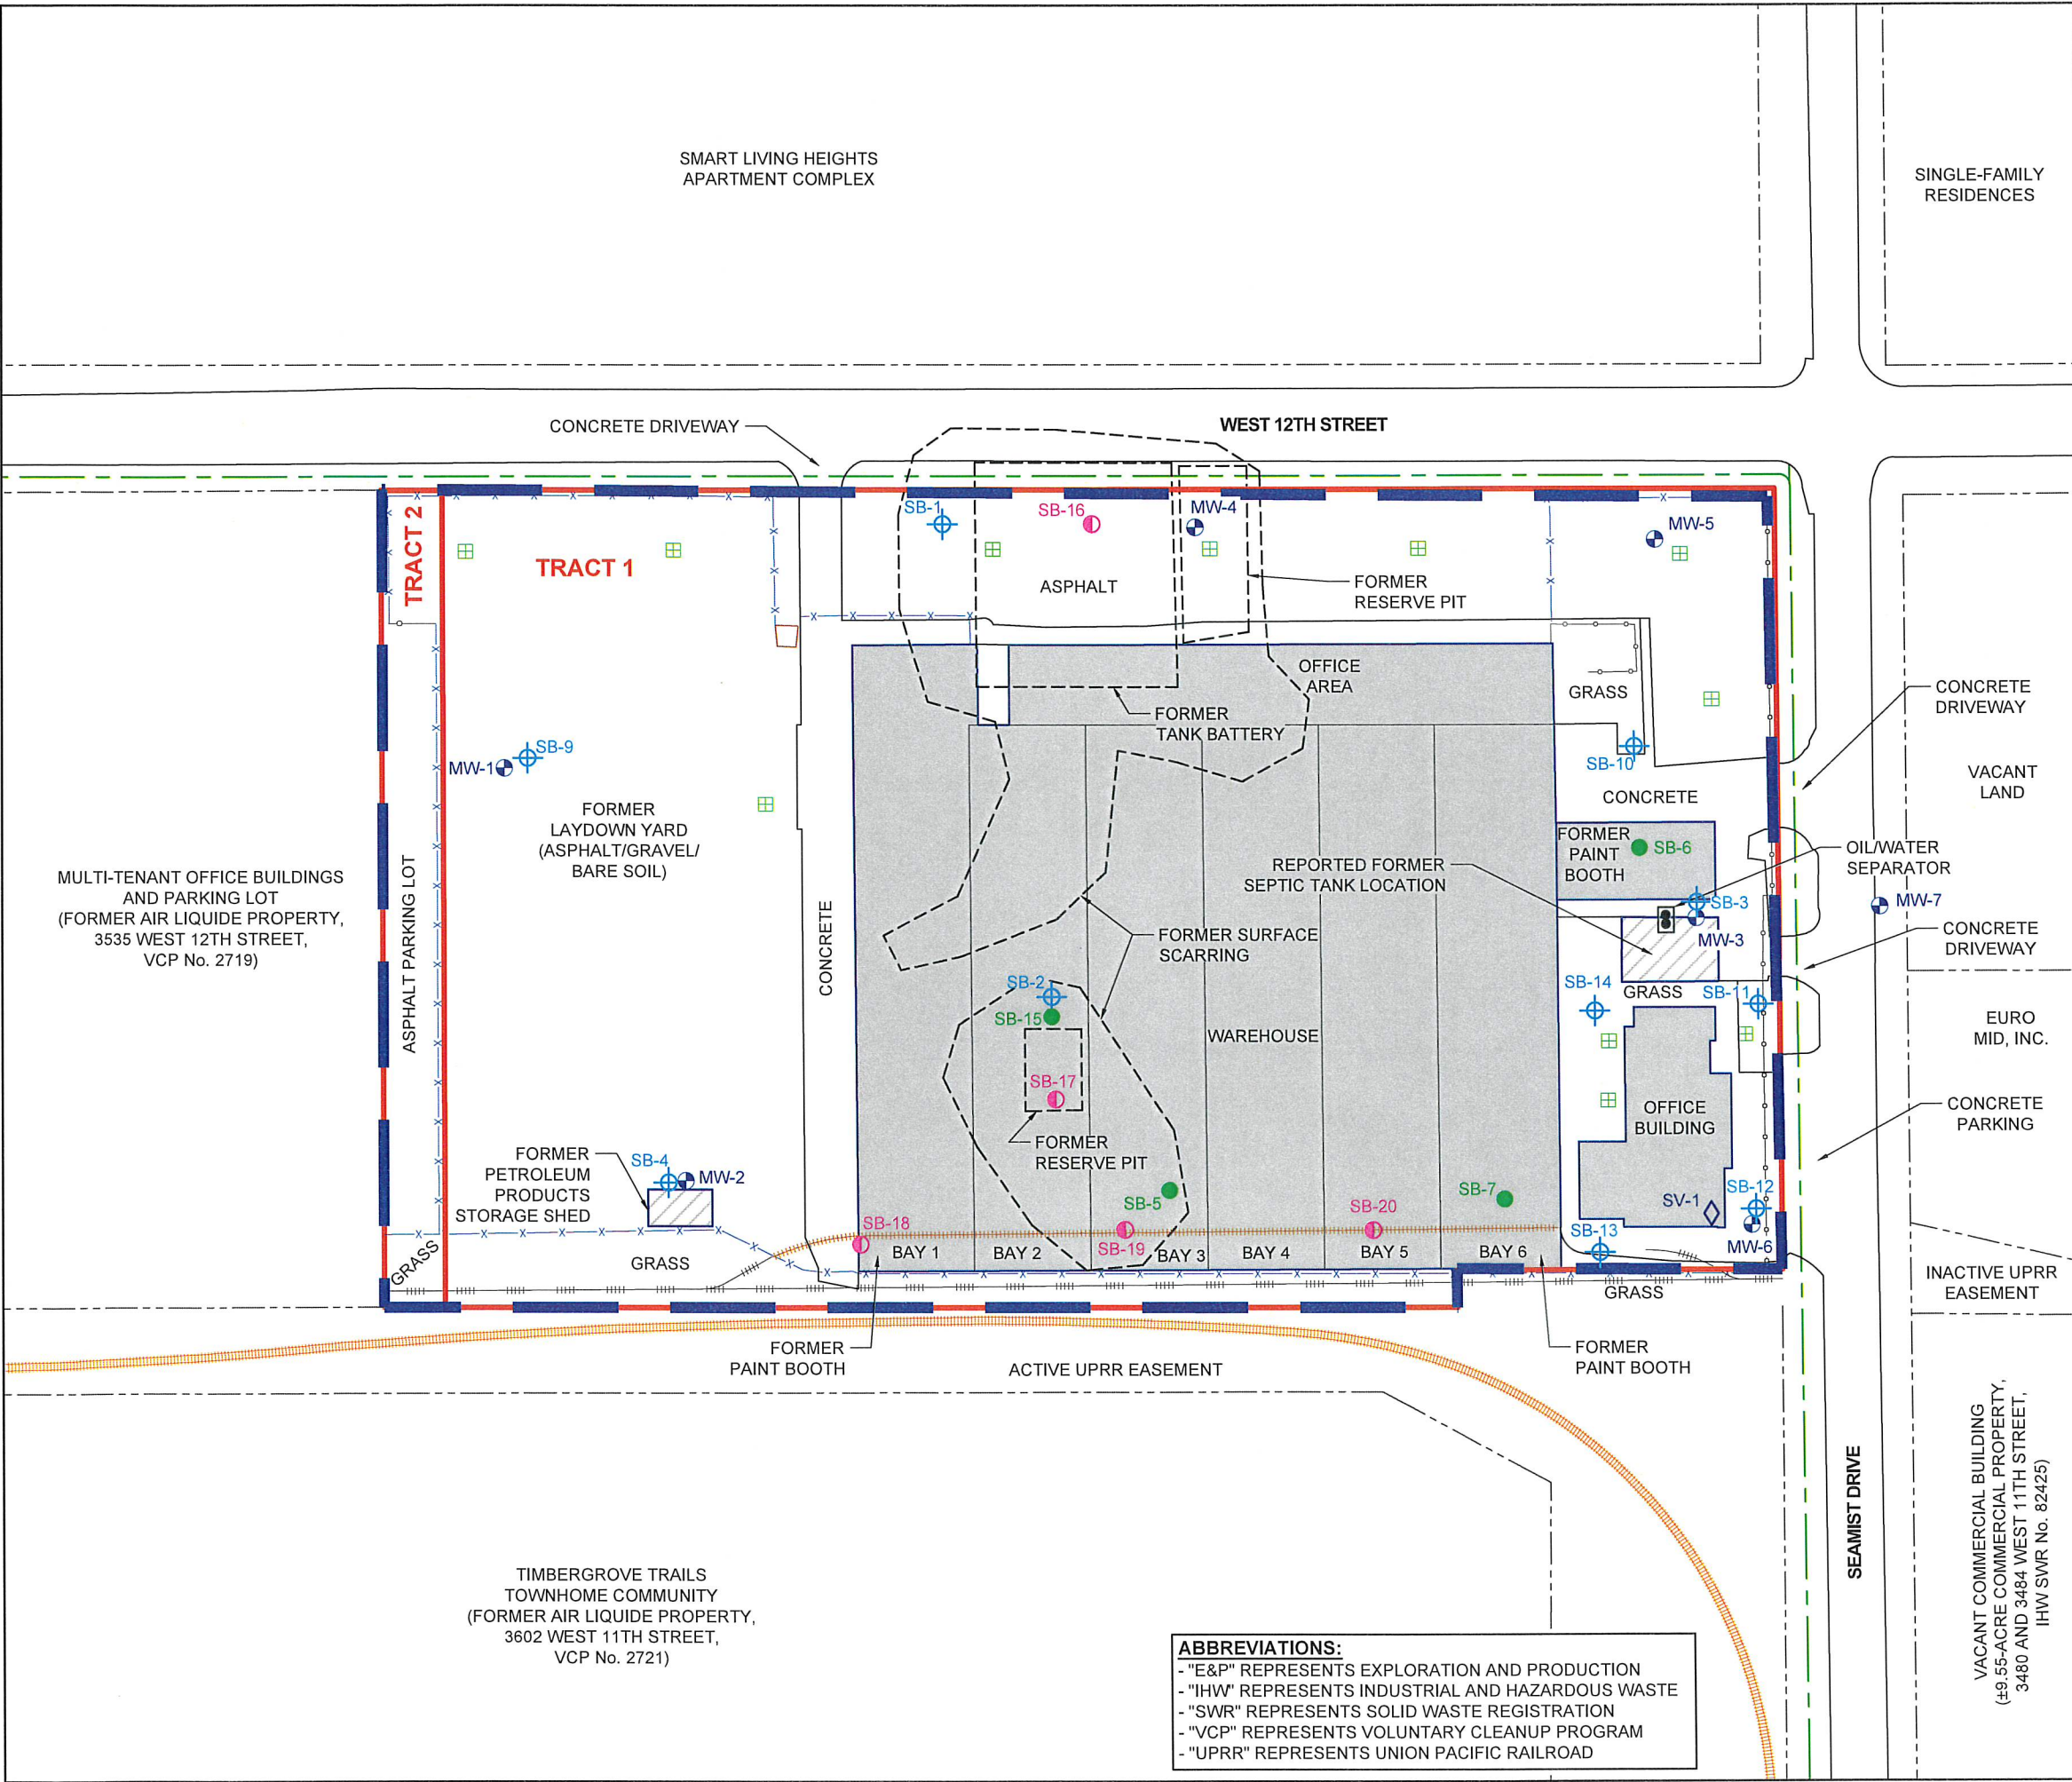 SMART LIVING HEIGHTS
APARTMENT COMPLEX
SINGLE-FAMILY
RESIDENCES
CONCRETE DRIVEWAY
WEST 12TH STREET
TRACT 2
TRACT 1
SB-1
SB-16
MW-4
MW-5
ASPHALT
FORMER
RESERVE PIT
OFFICE
AREA
GRASS
CONCRETE
DRIVEWAY
FORMER
TANK BATTERY
SB-9
MW-1
SB-10
VACANT
LAND
CONCRETE
FORMER
LAYDOWN YARD
(ASPHALT/GRAVEL/
BARE SOIL)
FORMER
PAINT
BOOTH
SB-6
OIL/WATER
SEPARATOR
REPORTED FORMER
SEPTIC TANK LOCATION
MULTI-TENANT OFFICE BUILDINGS
AND PARKING LOT
(FORMER AIR LIQUIDE PROPERTY,
3535 WEST 12TH STREET,
VCP No. 2719)
ASPHALT PARKING LOT
CONCRETE
SB-3
MW-7
MW-3
FORMER SURFACE
SCARRING
CONCRETE
DRIVEWAY
SB-2
SB-15
SB-14
GRASS
SB-11
WAREHOUSE
EURO
MID, INC.
SB-17
OFFICE
BUILDING
CONCRETE
PARKING
FORMER
RESERVE PIT
FORMER
PETROLEUM
PRODUCTS
STORAGE SHED
SB-4
MW-2
SB-5
SB-7
SV-1
SB-12
SB-18
SB-19
SB-20
SB-13
MW-6
GRASS
GRASS
BAY 1
BAY 2
BAY 3
BAY 4
BAY 5
BAY 6
GRASS
INACTIVE UPRR
EASEMENT
FORMER
PAINT BOOTH
ACTIVE UPRR EASEMENT
FORMER
PAINT BOOTH
SEAMIST DRIVE
VACANT COMMERCIAL BUILDING
(±9.55-ACRE COMMERCIAL PROPERTY,
3480 AND 3484 WEST 11TH STREET,
IHW SWR No. 82425)
TIMBERGROVE TRAILS
TOWNHOME COMMUNITY
(FORMER AIR LIQUIDE PROPERTY,
3602 WEST 11TH STREET,
VCP No. 2721)
ABBREVIATIONS:
- "E&P" REPRESENTS EXPLORATION AND PRODUCTION
- "IHW" REPRESENTS INDUSTRIAL AND HAZARDOUS WASTE
- "SWR" REPRESENTS SOLID WASTE REGISTRATION
- "VCP" REPRESENTS VOLUNTARY CLEANUP PROGRAM
- "UPRR" REPRESENTS UNION PACIFIC RAILROAD